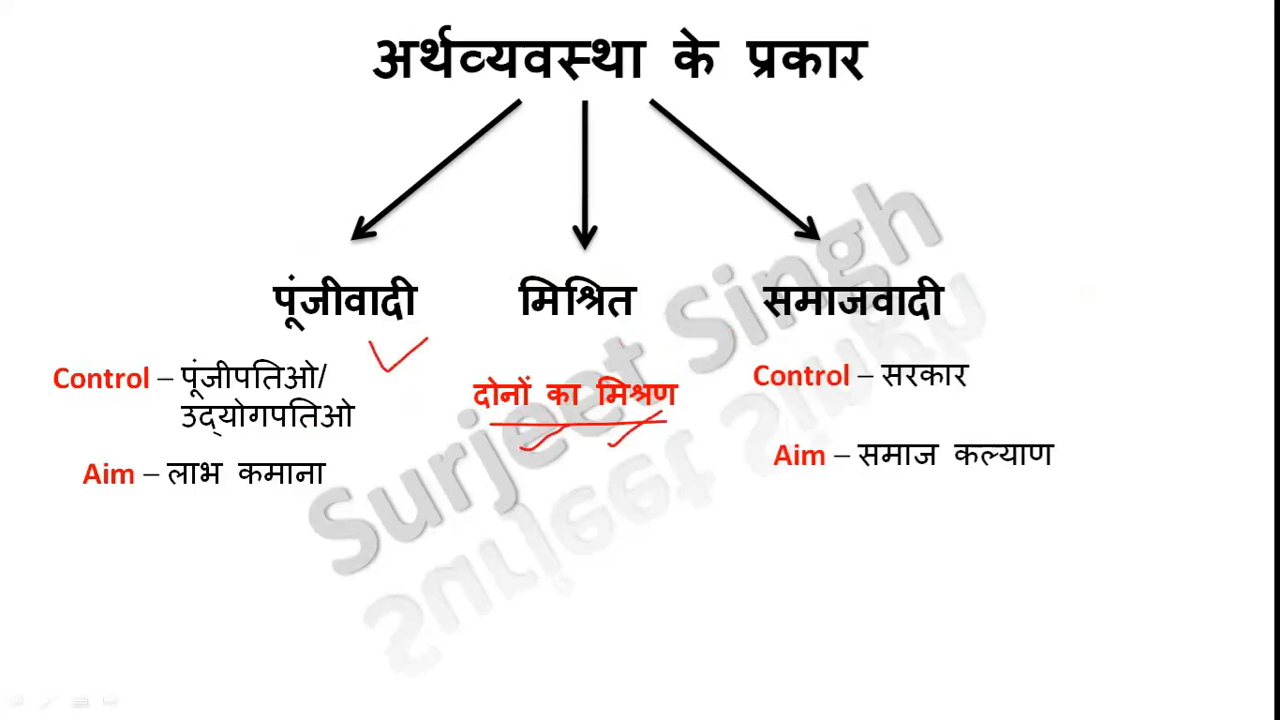 अर्थव्यवस्था के प्रकार
पूंजीवादी मिश्रित समाजवादी
Control – पूंजीपतिओ/
उद्योगपतिओ
Aim – लाभ कमाना
दोनों का मिश्रण
Control – सरकार
Aim – समाज कल्याण
Surjeet Singh